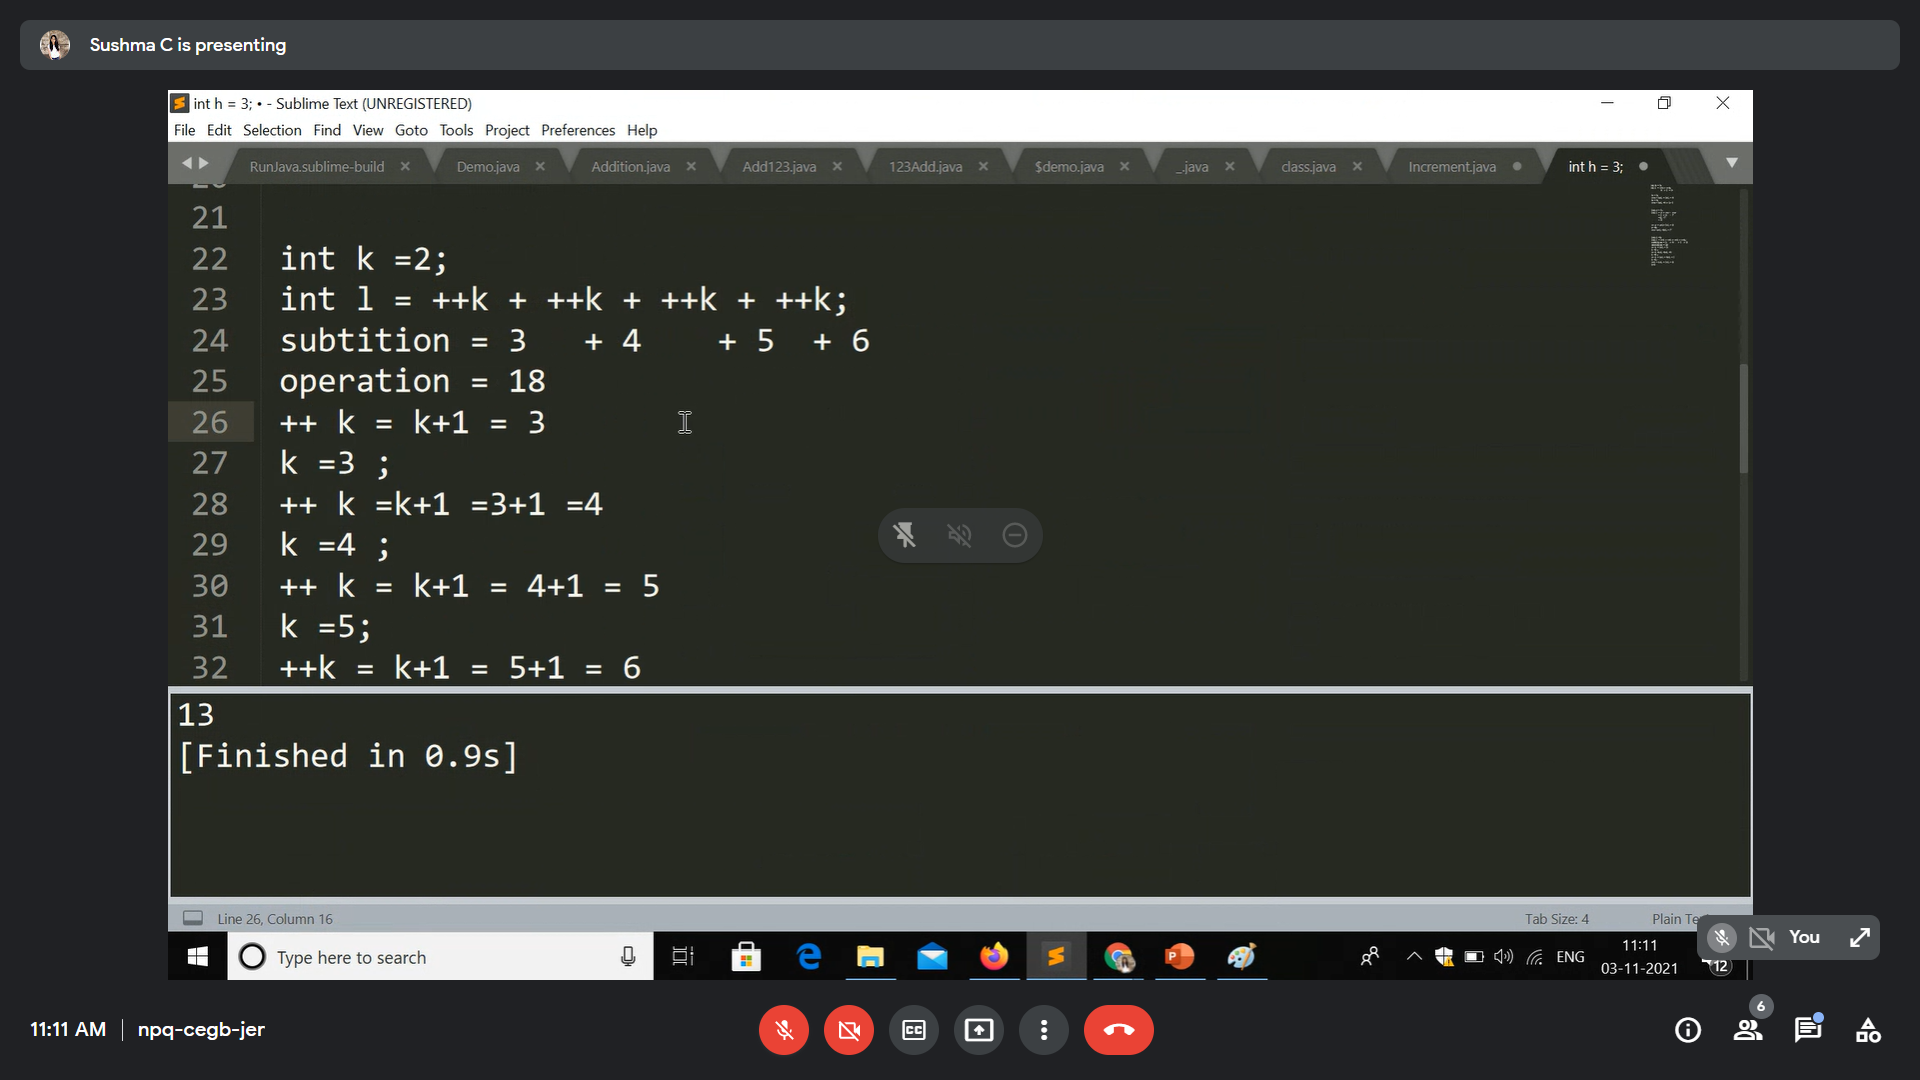 Sushma C is presenting
int h = 3; • - Sublime Text (UNREGISTERED)
File Edit Selection Find View Goto Tools Project Preferences Help
RunJava.sublime-build Demo.java Addition.java Add123.java 123Add.java $demo.java _.java class.java Increment.java int h = 3;
21
22 int k =2;
23 int l = ++k + ++k + ++k + ++k;
24 subtition = 3 + 4 + 5 + 6
25 operation = 18
26 ++ k = k+1 = 3
27 k =3 ;
28 ++ k =k+1 =3+1 =4
29 k =4 ;
30 ++ k = k+1 = 4+1 = 5
31 k =5;
32 ++k = k+1 = 5+1 = 6
13
[Finished in 0.9s]
Line 26, Column 16 Tab Size: 4 Plain
You
Type here to search
ENG
11:11
03-11-2021
12
11:11 AM | npq-cegb-jer
CC
6